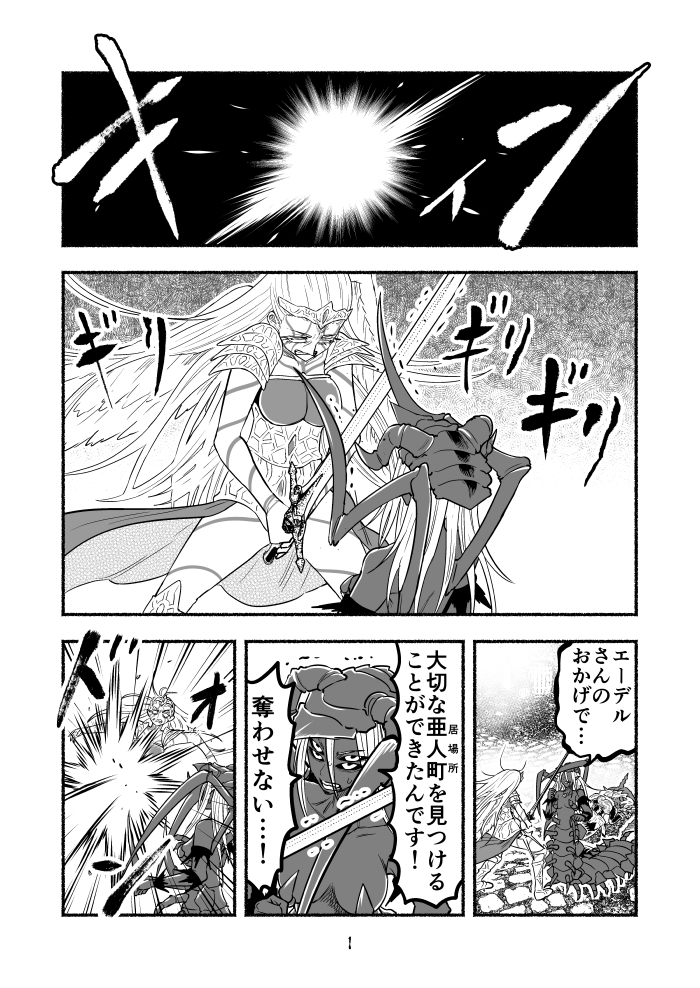 キィン
ギリ
ギリ
ギリ
エーデル
さんの
おかげで…
大切な亜人町を見つける
居場所
ことができたんです！
奪わせない…！
ズオ